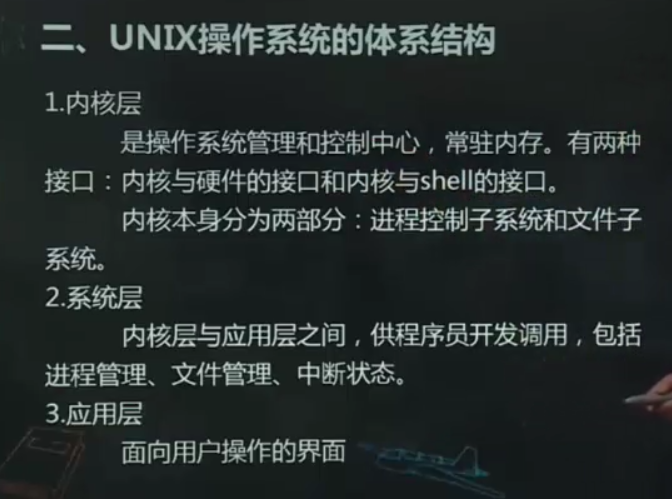 二、UNIX操作系统的体系结构
1.内核层
是操作系统管理和控制中心，常驻内存。有两种
接口：内核与硬件的接口和内核与shell的接口。
内核本身分为两部分：进程控制子系统和文件子
系统。
2.系统层
内核层与应用层之间，供程序员开发调用，包括
进程管理、文件管理、中断状态。
3.应用层
面向用户操作的界面